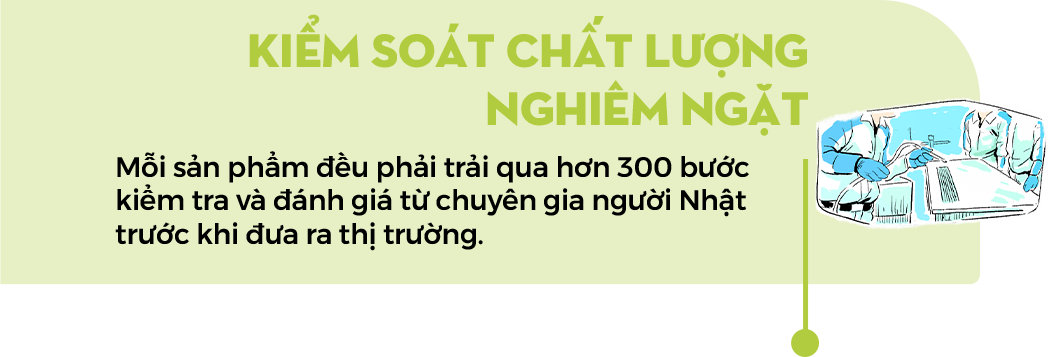 KIỂM SOÁT CHẤT LƯỢNG
NGHIÊM NGẶT
Mỗi sản phẩm đều phải trải qua hơn 300 bước
kiểm tra và đánh giá từ chuyên gia người Nhật
trước khi đưa ra thị trường.